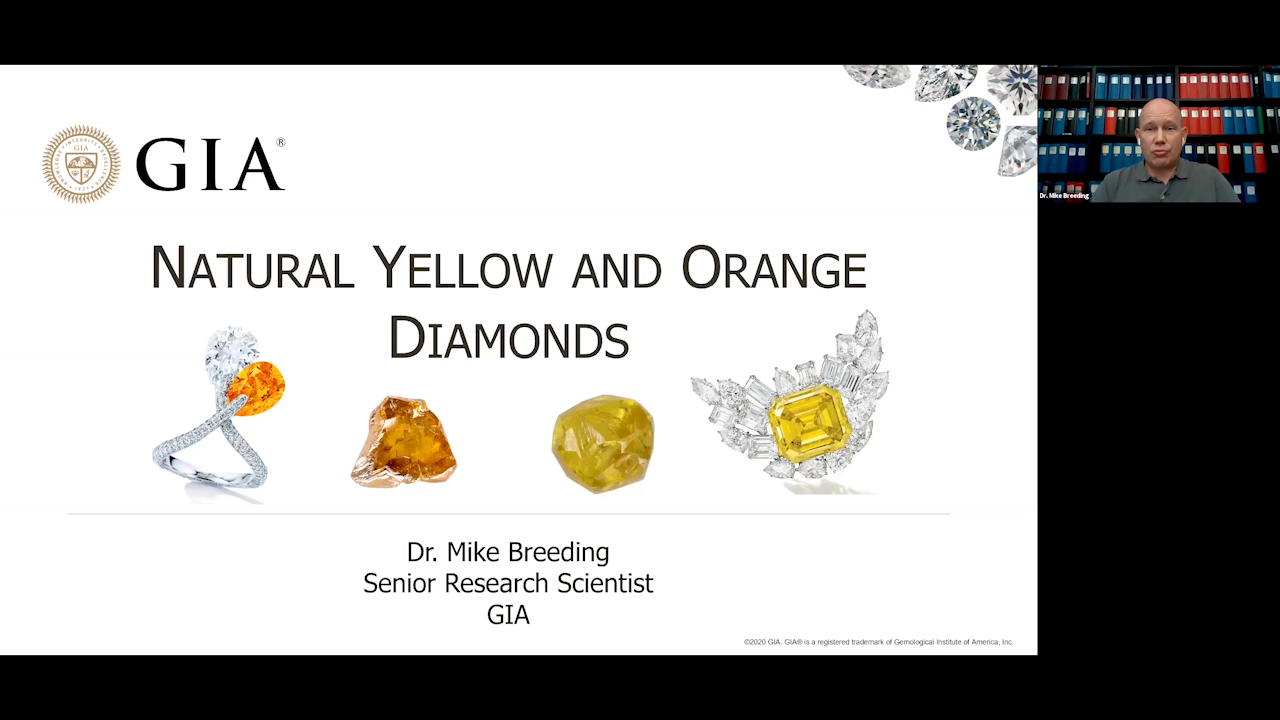 GIA®
NATURAL YELLOW AND ORANGE
DIAMONDS
Dr. Mike Breeding
Senior Research Scientist
GIA
©2020 GIA. GIA® is a registered trademark of Gemological Institute of America, Inc.
Dr. Mike Breeding